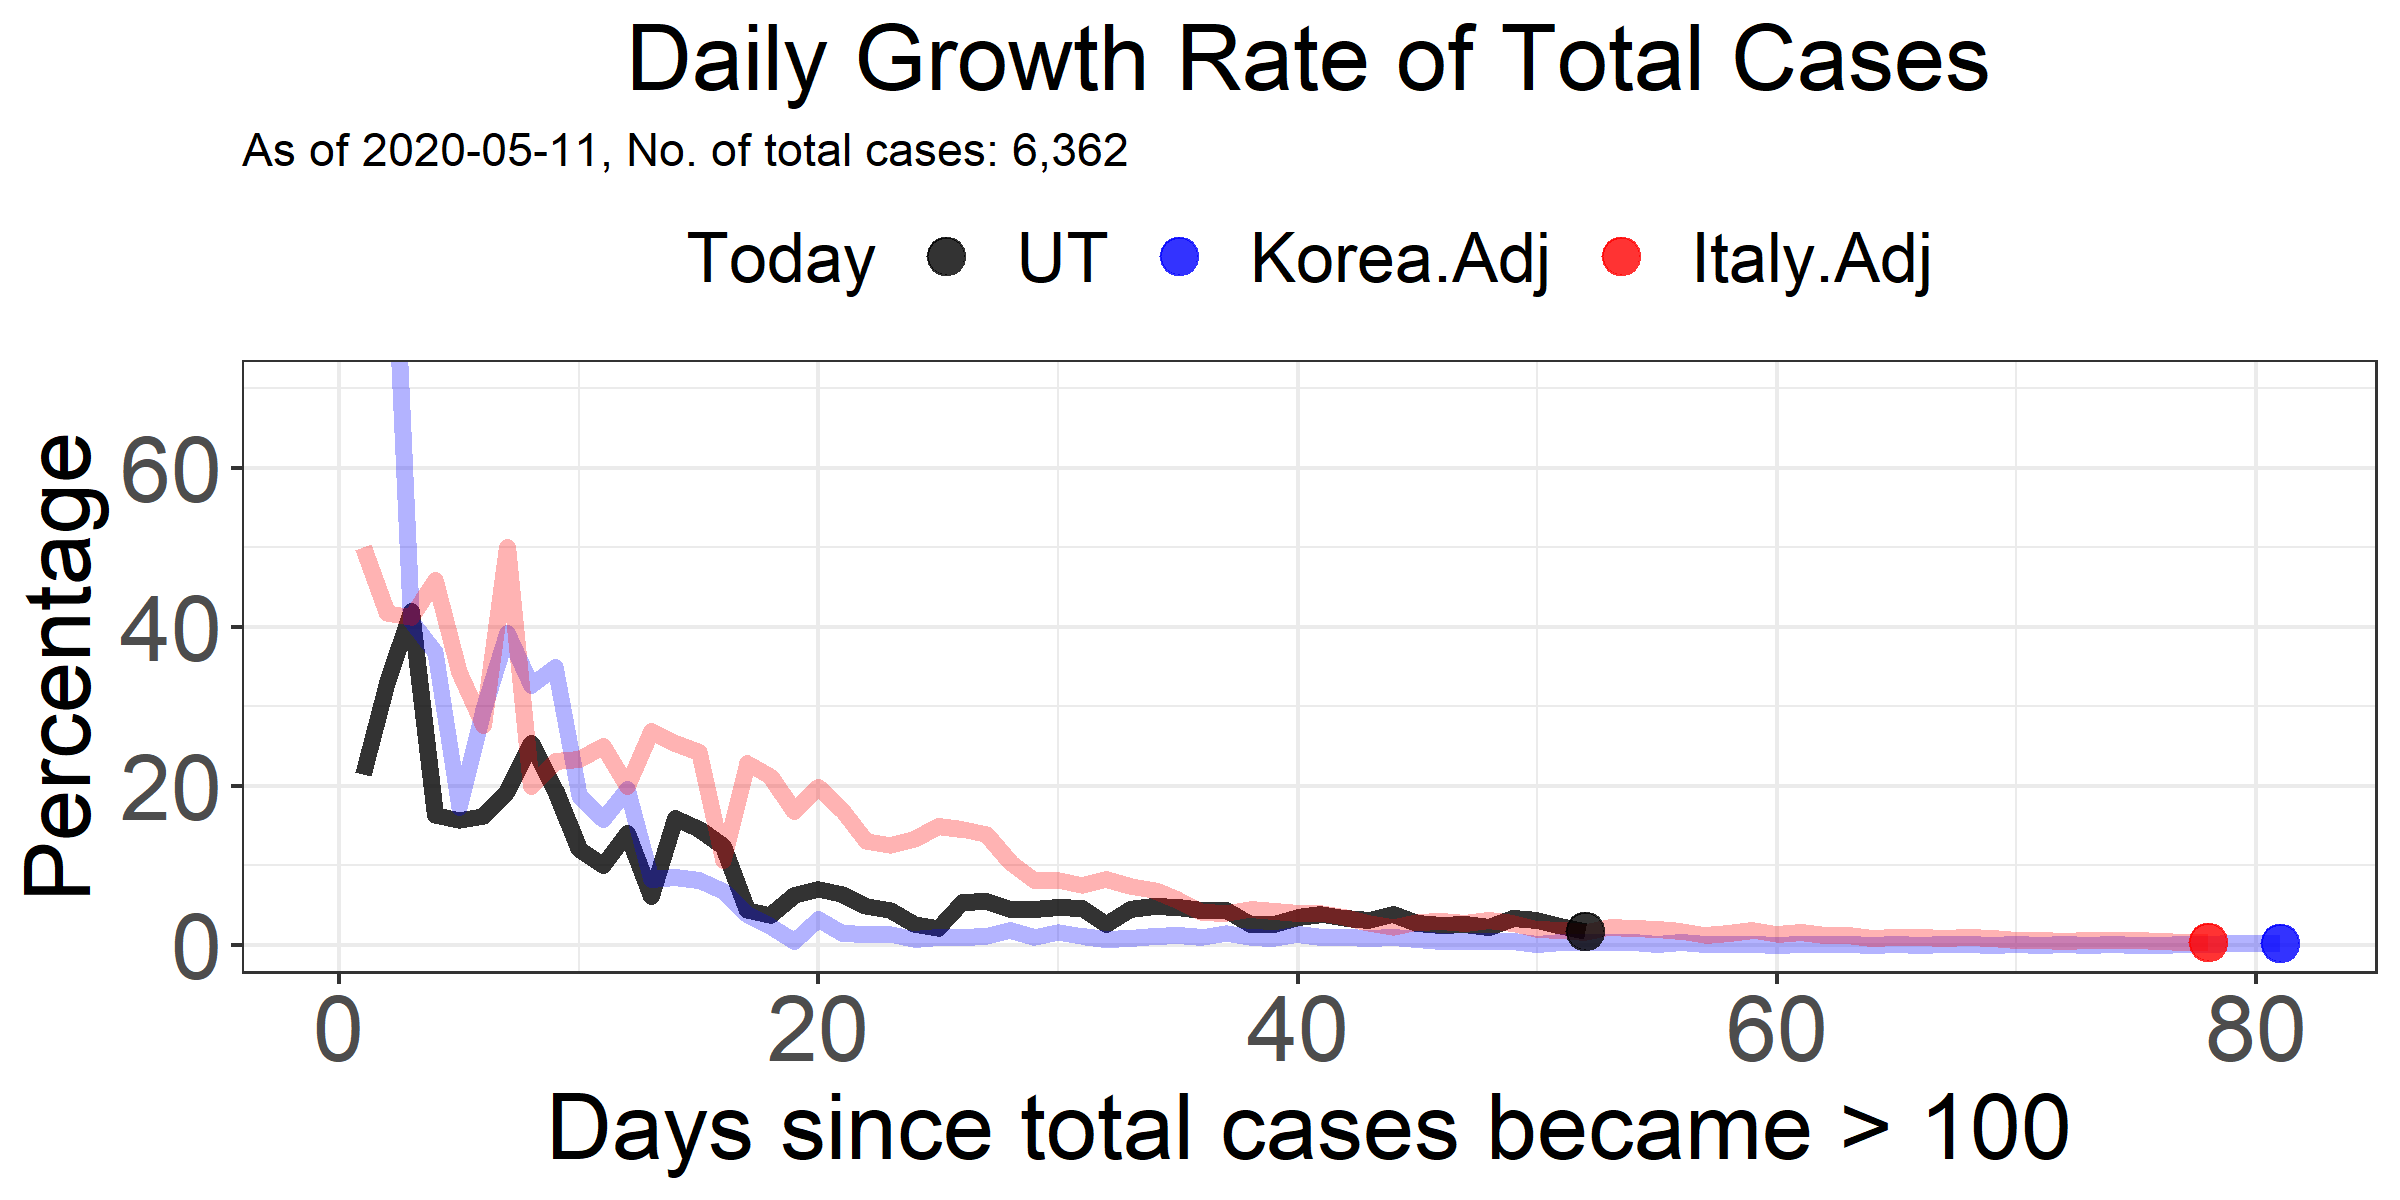 Daily Growth Rate of Total Cases
As of 2020-05-11, No. of total cases: 6,362
Today UT Korea.Adj Italy.Adj
Percentage
60
40
20
0
0 20 40 60 80
Days since total cases became > 100